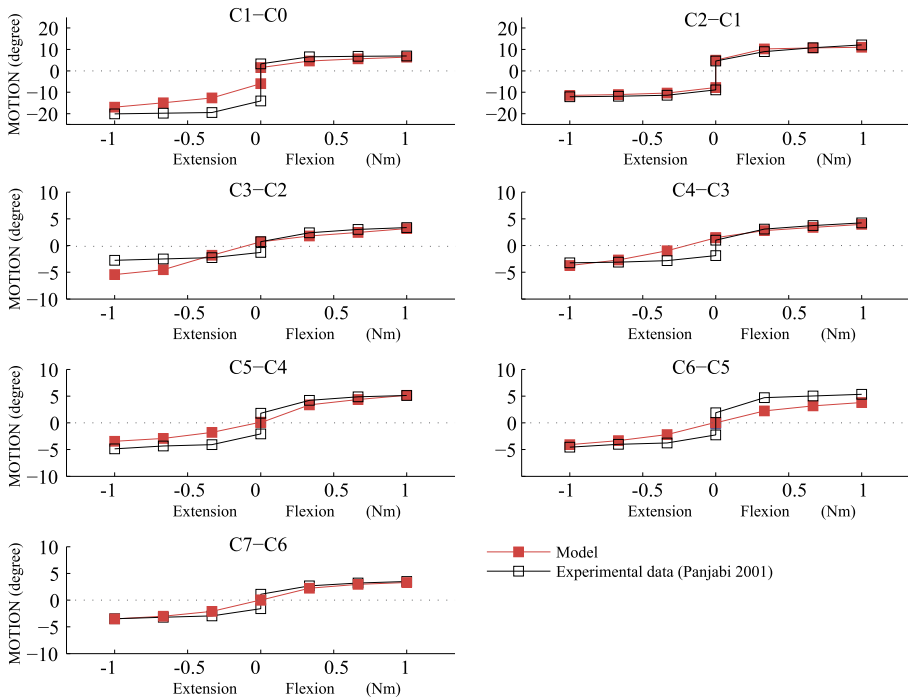 C1−C0
C2−C1
MOTION (degree)
20
10
0
−10
−20
-1
-0.5
0
0.5
1
Extension
Flexion
(Nm)
20
10
0
−10
−20
-1
-0.5
0
0.5
1
Extension
Flexion
(Nm)
C3−C2
C4−C3
MOTION (degree)
10
5
0
−5
−10
-1
-0.5
0
0.5
1
Extension
Flexion
(Nm)
10
5
0
−5
-1
-0.5
0
0.5
1
Extension
Flexion
(Nm)
C5−C4
C6−C5
MOTION (degree)
10
5
0
−5
−10
-1
-0.5
0
0.5
1
Extension
Flexion
(Nm)
10
5
0
−5
-1
-0.5
0
0.5
1
Extension
Flexion
(Nm)
C7−C6
MOTION (degree)
10
5
0
−5
−10
-1
-0.5
0
0.5
1
Extension
Flexion
(Nm)
Model
Experimental data (Panjabi 2001)